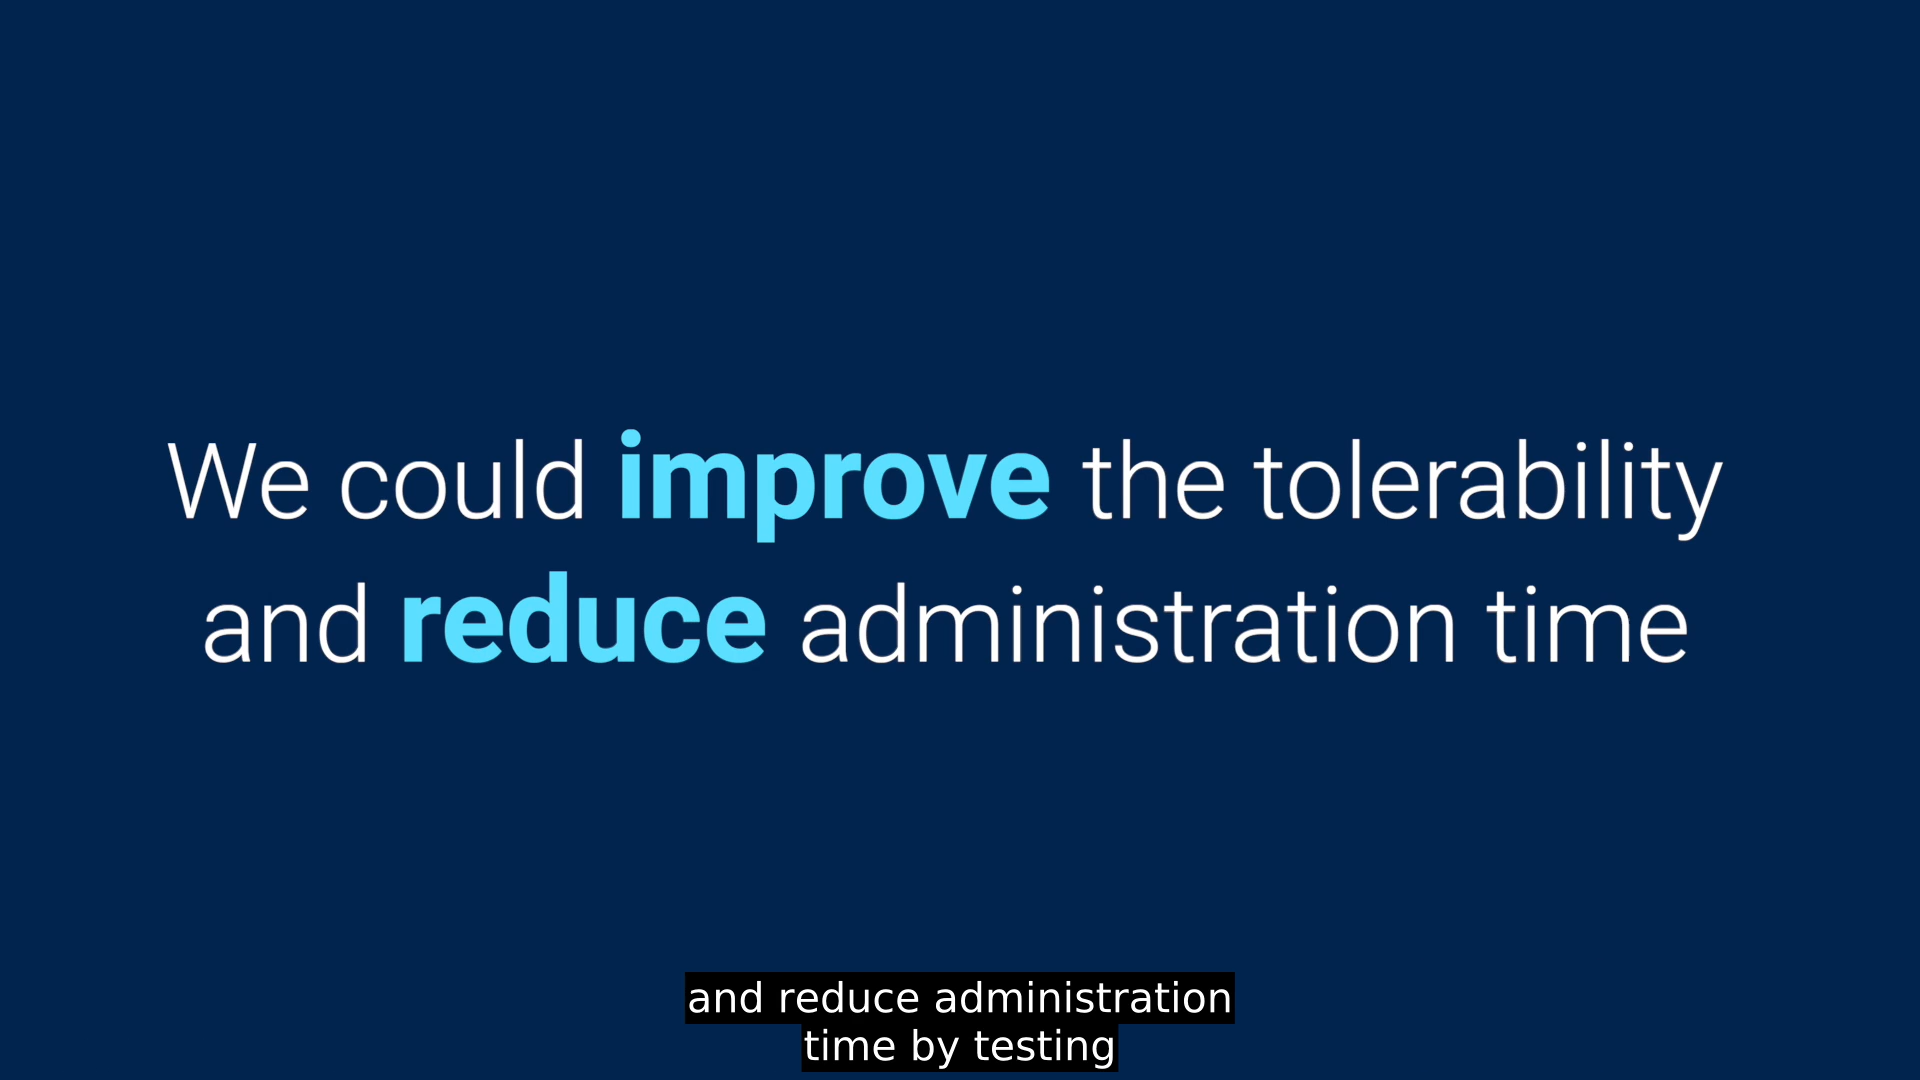 We could improve the tolerability
and reduce administration time
and reduce administration
time by testing